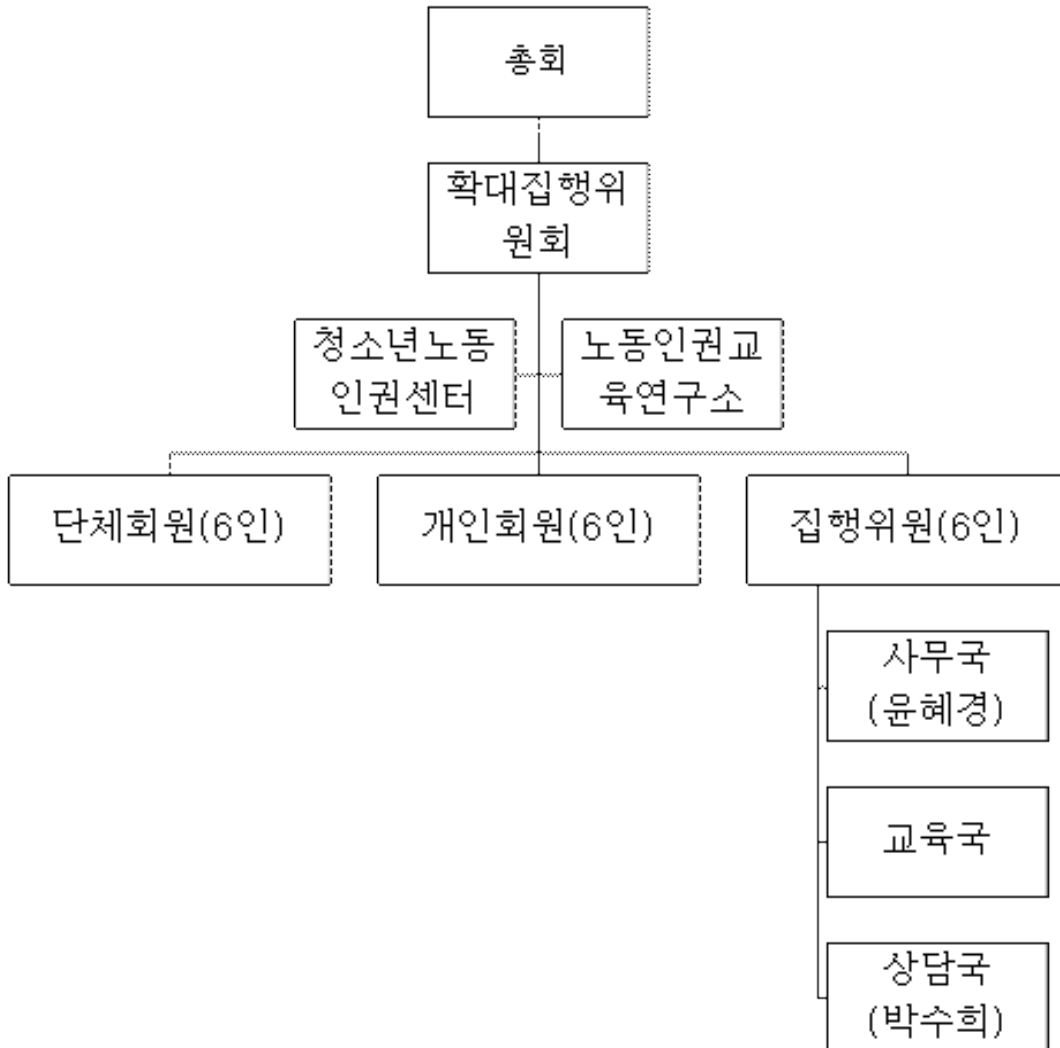 총회
확대집행위
원회
청소년노동
인권센터
노동인권교
육연구소
단체회원(6인)
개인회원(6인)
집행위원(6인)
사무국
(윤혜경)
교육국
상담국
(박수희)